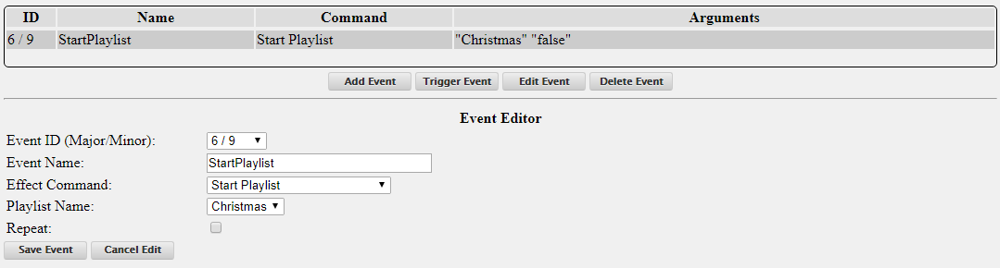 ID Name Command Arguments
6 / 9 StartPlaylist Start Playlist "Christmas" "false"
Add Event Trigger Event Edit Event Delete Event
Event Editor
Event ID (Major/Minor): 6 / 9
Event Name: StartPlaylist
Effect Command: Start Playlist
Playlist Name: Christmas
Repeat:
Save Event Cancel Edit